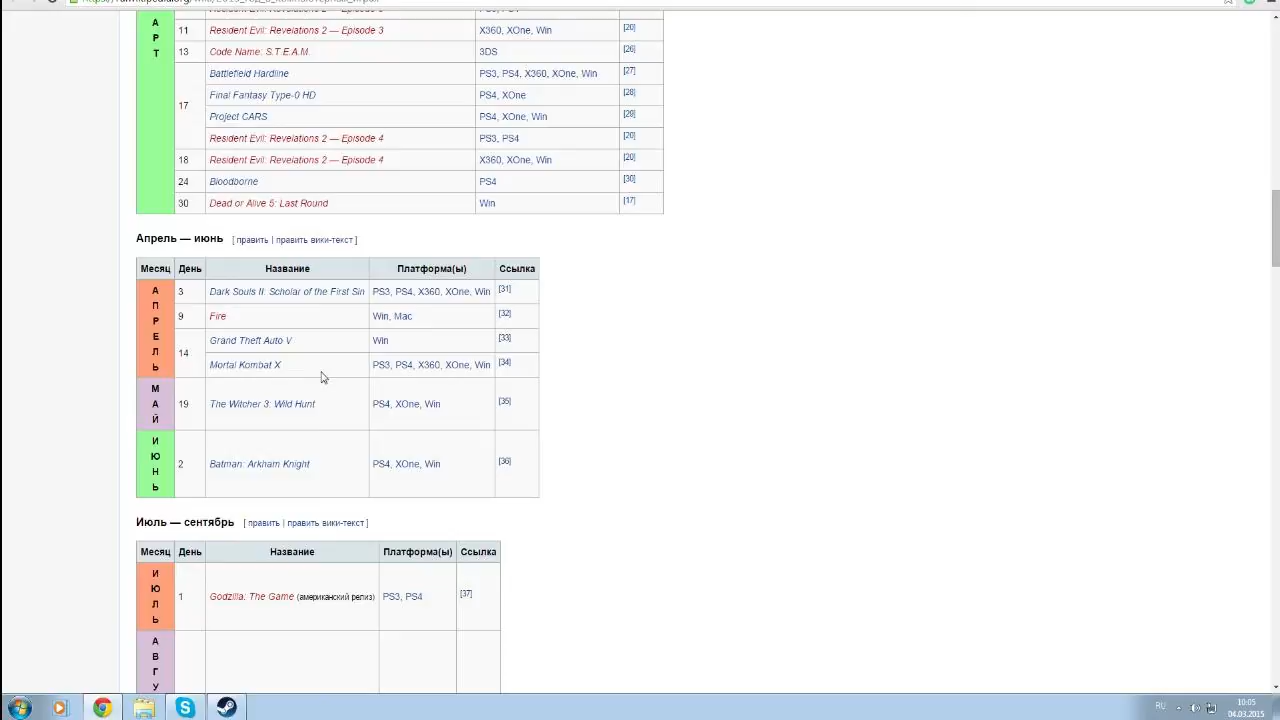 А
Р
Т
11 Resident Evil: Revelations 2 — Episode 3 X360, XOne, Win [20]
13 Code Name: S.T.E.A.M. 3DS [26]
17 Battlefield Hardline PS3, PS4, X360, XOne, Win [27]
Final Fantasy Type-0 HD PS4, XOne [28]
Project CARS PS4, XOne, Win [29]
Resident Evil: Revelations 2 — Episode 4 PS3, PS4 [20]
18 Resident Evil: Revelations 2 — Episode 4 X360, XOne, Win [20]
24 Bloodborne PS4 [30]
30 Dead or Alive 5: Last Round Win [17]
Апрель — июнь [ править | править вики-текст ]
Месяц День Название Платформа(ы) Ссылка
А
П
Р
Е
Л
Ь
3 Dark Souls II: Scholar of the First Sin PS3, PS4, X360, XOne, Win [31]
9 Fire Win, Mac [32]
14 Grand Theft Auto V Win [33]
Mortal Kombat X PS3, PS4, X360, XOne, Win [34]
М
А
Й
19 The Witcher 3: Wild Hunt PS4, XOne, Win [35]
И
Ю
Н
Ь
2 Batman: Arkham Knight PS4, XOne, Win [36]
Июль — сентябрь [ править | править вики-текст ]
Месяц День Название Платформа(ы) Ссылка
И
Ю
Л
Ь
1 Godzilla: The Game (американский релиз) PS3, PS4 [37]
А
В
Г
У
RU
10:05
04.03.2015